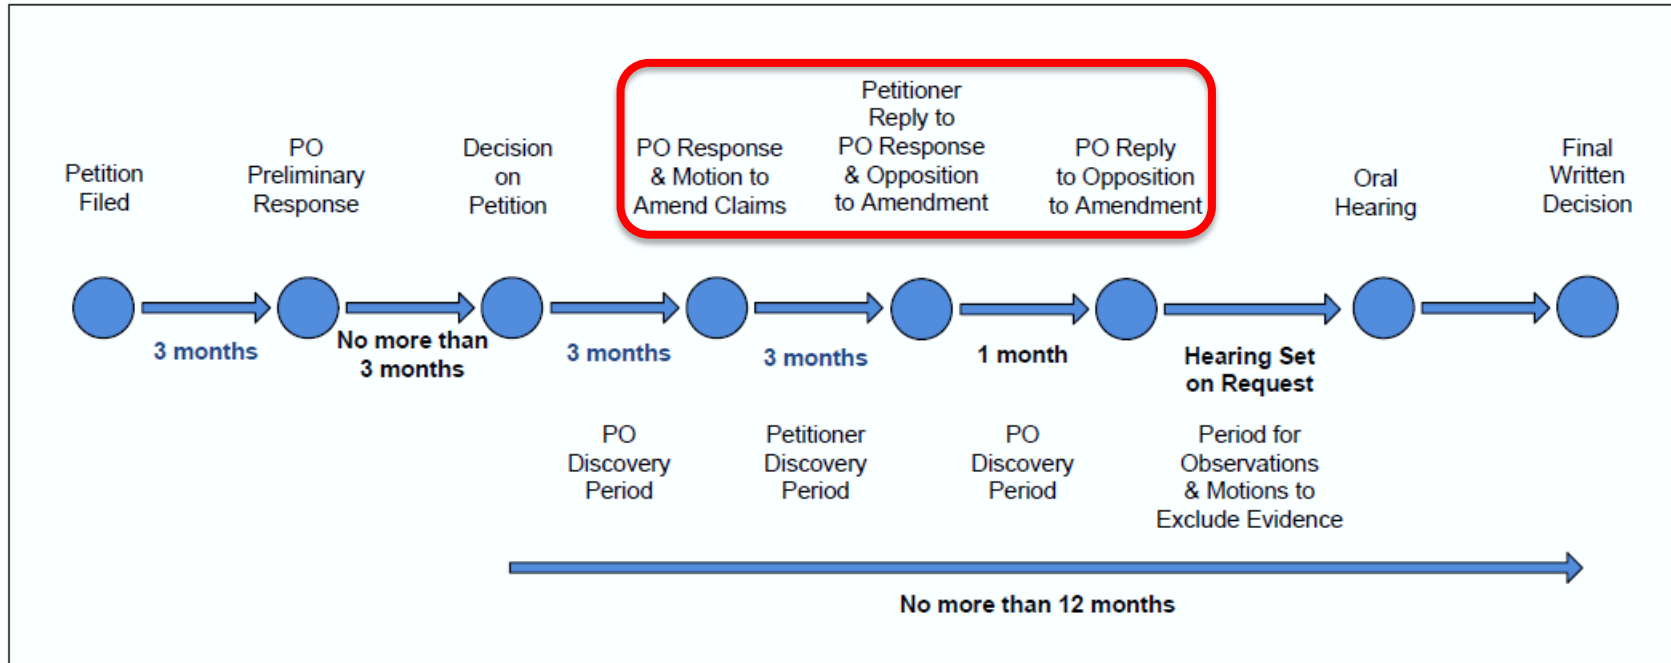 Petition
Filed
PO
Preliminary
Response
Decision
on
Petition
PO Response
& Motion to
Amend Claims
Petitioner
Reply to
PO Response
& Opposition
to Amendment
PO Reply
to Opposition
to Amendment
Oral
Hearing
Final
Written
Decision
3 months
No more than
3 months
3 months
3 months
1 month
Hearing Set
on Request
PO
Discovery
Period
Petitioner
Discovery
Period
PO
Discovery
Period
Period for
Observations
& Motions to
Exclude Evidence
No more than 12 months